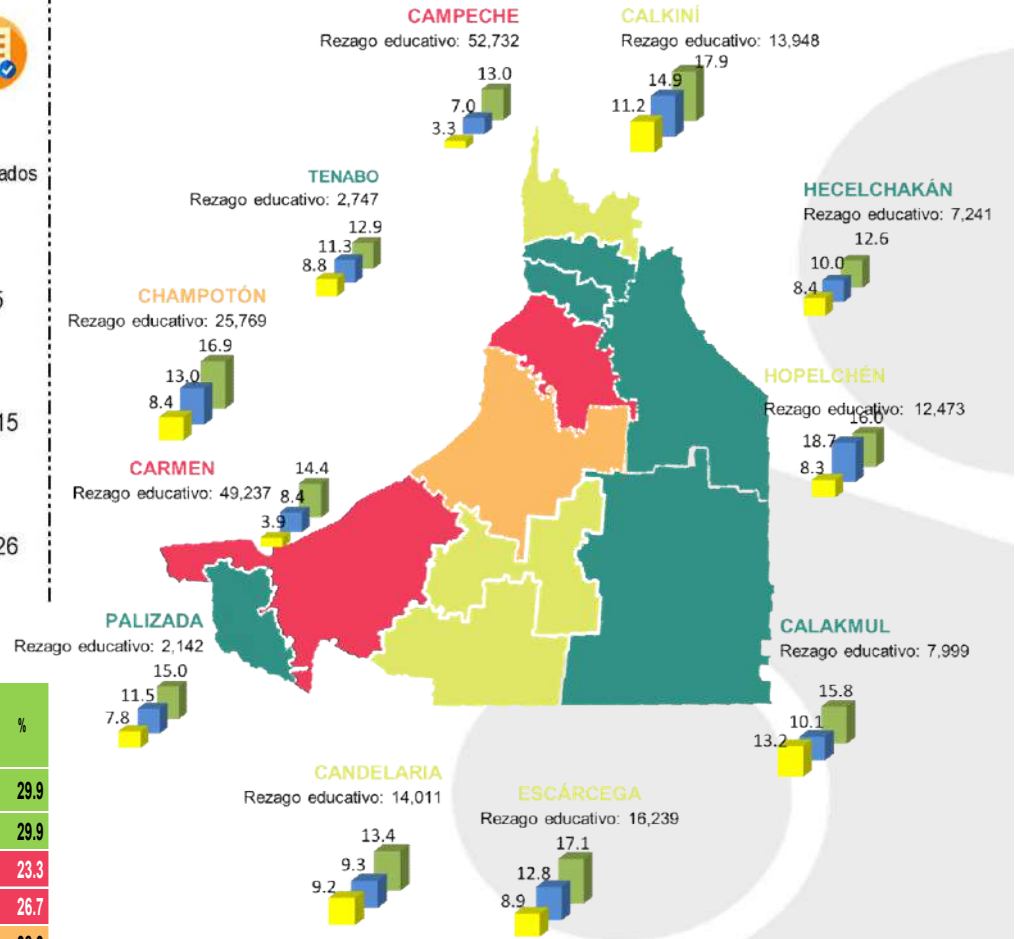 CAMPECHE
Rezago educativo: 52,732
3.3
7.0
13.0
CALKINÍ
Rezago educativo: 13,948
11.2
14.9
17.9
ados
TENABO
Rezago educativo: 2,747
8.8
11.3
12.9
HECELCHAKÁN
Rezago educativo: 7,241
8.4
10.0
12.6
CHAMPOTÓN
Rezago educativo: 25,769
8.4
13.0
16.9
HOPELCHÉN
Rezago educativo: 12,473
8.3
18.7
16.0
15
CARMEN
Rezago educativo: 49,237
3.9
8.4
14.4
26
PALIZADA
Rezago educativo: 2,142
7.8
11.5
15.0
CALAKMUL
Rezago educativo: 7,999
13.2
10.1
15.8
%
29.9
29.9
23.3
26.7
CANDELARIA
Rezago educativo: 14,011
9.2
9.3
13.4
ESCÁRCEGA
Rezago educativo: 16,239
8.9
12.8
17.1